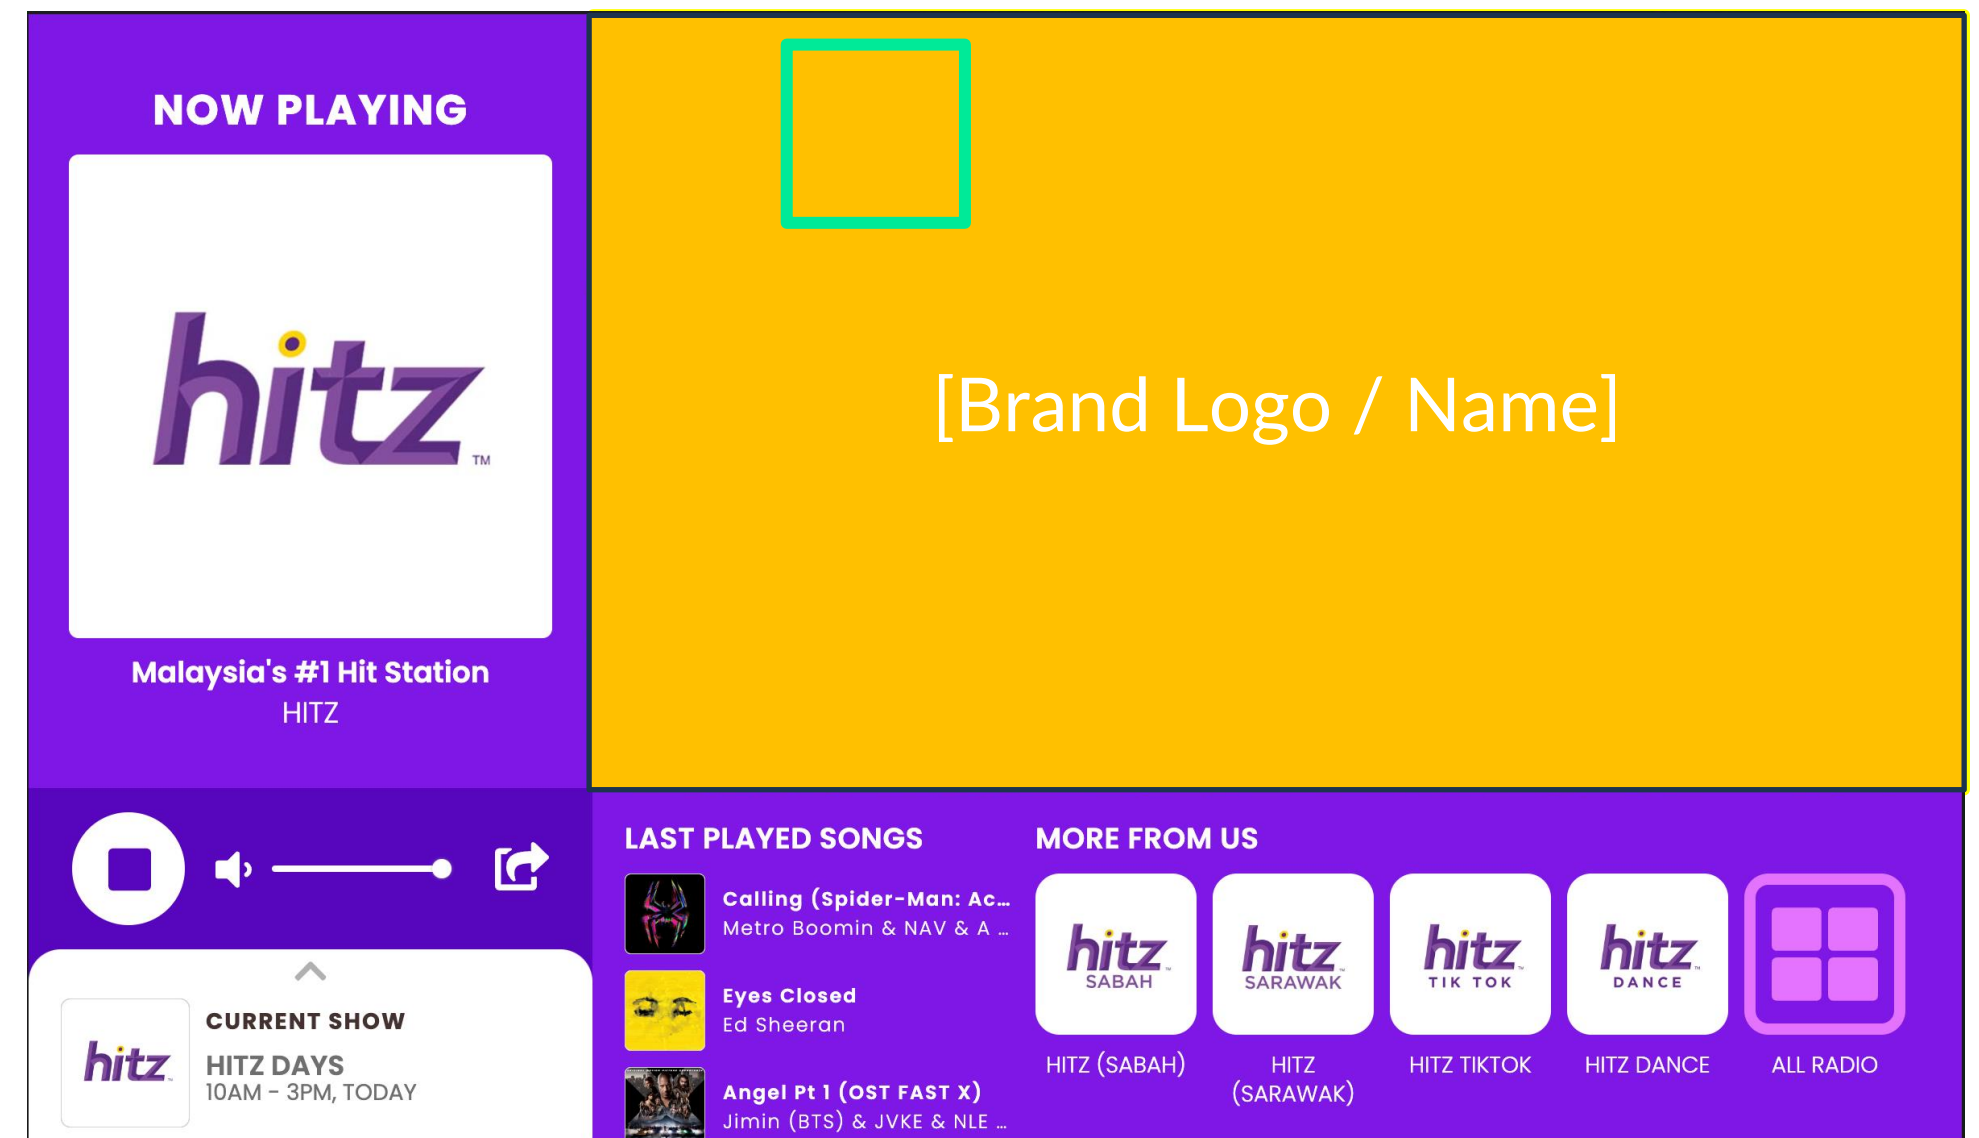 NOW PLAYING
hitz
TM
Malaysia's #1 Hit Station
HITZ
[Brand Logo / Name]
CURRENT SHOW
hitz
HITZ DAYS
10AM - 3PM, TODAY
LAST PLAYED SONGS
Calling (Spider-Man: Ac...
Metro Boomin & NAV & A ...
Eyes Closed
Ed Sheeran
Angel Pt 1 (OST FAST X)
Jimin (BTS) & JVKE & NLE ...
MORE FROM US
hitz
SABAH
HITZ (SABAH)
hitz
SARAWAK
HITZ
(SARAWAK)
hitz
TIK TOK
HITZ TIKTOK
hitz
DANCE
HITZ DANCE
ALL RADIO